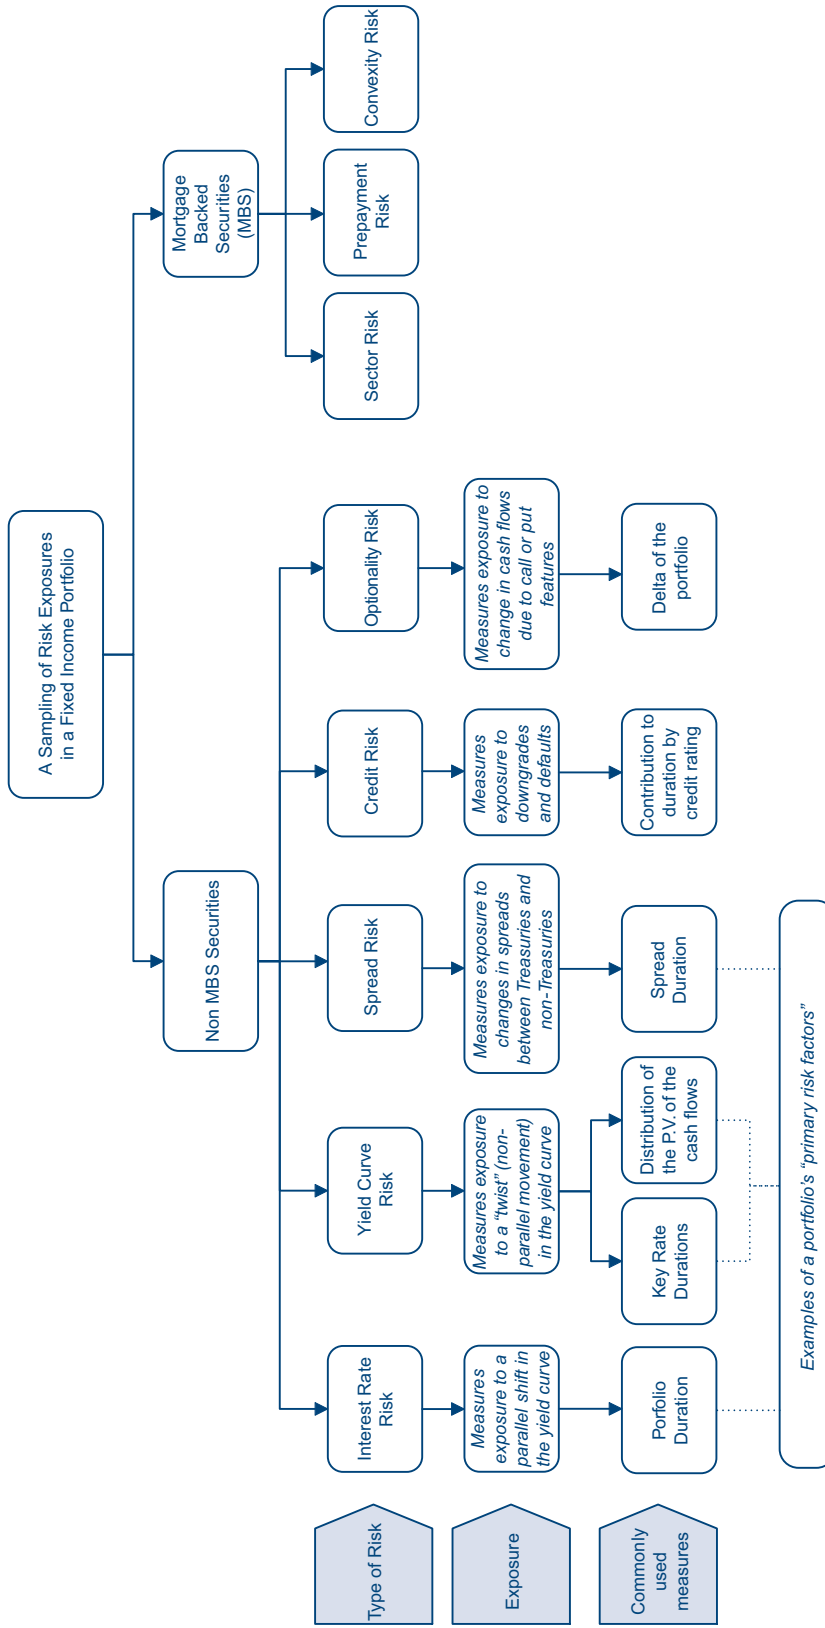 A Sampling of Risk Exposures
in a Fixed Income Portfolio
Non MBS Securities
Mortgage
Backed
Securities
(MBS)
Type of Risk
Interest Rate
Risk
Yield Curve
Risk
Spread Risk
Credit Risk
Optionality Risk
Sector Risk
Prepayment
Risk
Convexity Risk
Exposure
Measures
exposure to a
parallel shift in
the yield curve
Measures exposure
to a “twist” (non-
parallel movement)
in the yield curve
Measures exposure to
changes in spreads
between Treasuries and
non-Treasuries
Measures
exposure to
downgrades
and defaults
Measures exposure to
change in cash flows
due to call or put
features
Commonly
used
measures
Porfolio
Duration
Key Rate
Durations
Distribution of
the P.V. of the
cash flows
Spread
Duration
Contribution to
duration by
credit rating
Delta of the
portfolio
Examples of a portfolio's “primary risk factors”